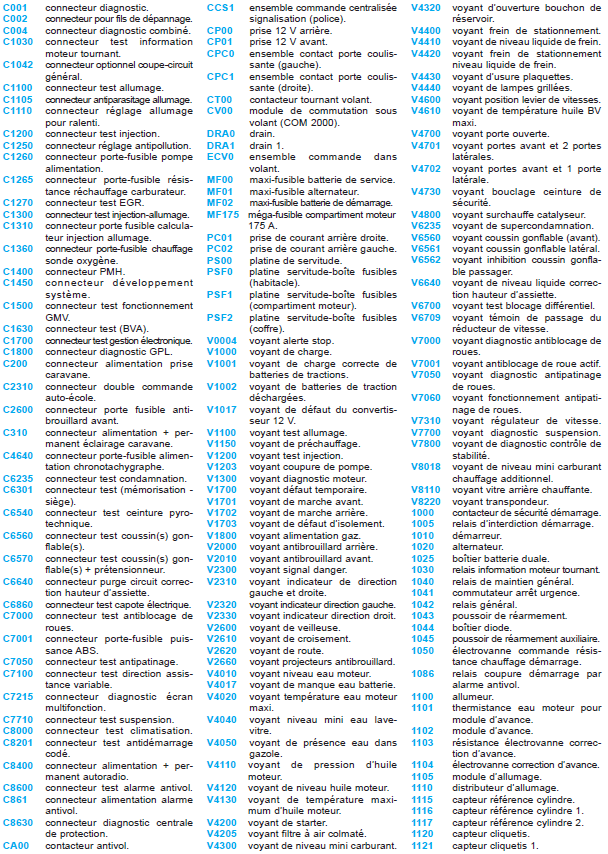 C001 connecteur diagnostic.
C002 connecteur pour fils de dépannage.
C004 connecteur diagnostic combiné.
C1030 connecteur test information
moteur tournant.
C1042 connecteur optionnel coupe-circuit
général.
C1100 connecteur test allumage.
C1105 connecteur antiparasitage allumage.
C1110 connecteur réglage allumage
pour ralenti.
C1200 connecteur test injection.
C1250 connecteur réglage antipollution.
C1260 connecteur porte-fusible pompe
alimentation.
C1265 connecteur porte-fusible résis-
tance réchauffage carburateur.
C1270 connecteur test EGR.
C1300 connecteur test injection-allumage.
C1310 connecteur porte fusible calcula-
teur injection allumage.
C1360 connecteur porte-fusible chauffage
sonde oxygène.
C1400 connecteur PMH.
C1450 connecteur développement
système.
C1500 connecteur test fonctionnement
GMV.
C1630 connecteur test (BVA).
C1700 connecteur test gestion électronique.
C1800 connecteur diagnostic GPL.
C200 connecteur alimentation prise
caravane.
C2310 connecteur double commande
auto-école.
C2600 connecteur porte fusible anti-
brouillard avant.
C310 connecteur alimentation + per-
manent éclairage caravane.
C4640 connecteur porte-fusible alimen-
tation chronotachygraphe.
C6235 connecteur test condamnation.
C6301 connecteur test (mémorisation -
siège).
C6540 connecteur test ceinture pyro-
technique.
C6560 connecteur test coussin(s) gon-
flable(s).
C6570 connecteur test coussin(s) gon-
flable(s) + prétensionneur.
C6640 connecteur purge circuit correc-
tion hauteur d'assiette.
C6860 connecteur test capote électrique.
C7000 connecteur test antiblocage de
roues.
C7001 connecteur porte-fusible puis-
sance ABS.
C7050 connecteur test antipatinage.
C7100 connecteur test direction assis-
tance variable.
C7215 connecteur diagnostic écran
multifonction.
C7710 connecteur test suspension.
C8000 connecteur test climatisation.
C8201 connecteur test antidémarrage
codé.
C8400 connecteur alimentation + per-
manent autoradio.
C8600 connecteur test alarme antivol.
C861 connecteur alimentation alarme
antivol.
C8630 connecteur diagnostic centrale
de protection.
CA00 contacteur antivol.
CCS1 ensemble commande centralisée
signalisation (police).
CP00 prise 12 V arrière.
CP01 prise 12 V avant.
CPC0 ensemble contact porte coulis-
sante (gauche).
CPC1 ensemble contact porte coulis-
sante (droite).
CT00 contacteur tournant volant.
CV00 module de commutation sous
volant (COM 2000).
DRA0 drain.
DRA1 drain 1.
ECV0 ensemble commande dans
volant.
MF00 maxi-fusible batterie de service.
MF01 maxi-fusible alternateur.
MF02 maxi-fusible batterie de démarrage.
MF175 méga-fusible compartiment moteur
175 A.
PC01 prise de courant arrière droite.
PC02 prise de courant arrière gauche.
PS00 platine de servitude.
PSF0 platine servitude-boîte fusibles
(habitacle).
PSF1 platine servitude-boîte fusibles
(compartiment moteur).
PSF2 platine servitude-boîte fusibles
(coffre).
V0004 voyant alerte stop.
V1000 voyant de charge.
V1001 voyant de charge correcte de
batteries de tractions.
V1002 voyant de batteries de traction
déchargées.
V1017 voyant de défaut du convertis-
seur 12 V.
V1100 voyant test allumage.
V1150 voyant de préchauffage.
V1200 voyant test injection.
V1203 voyant coupure de pompe.
V1300 voyant diagnostic moteur.
V1700 voyant défaut temporaire.
V1701 voyant de marche avant.
V1702 voyant de marche arrière.
V1703 voyant de défaut d'isolement.
V1800 voyant alimentation gaz.
V2000 voyant antibrouillard arrière.
V2010 voyant antibrouillard avant.
V2300 voyant signal danger.
V2310 voyant indicateur de direction
gauche et droite.
V2320 voyant indicateur direction gauche.
V2330 voyant indicateur direction droit.
V2600 voyant de veilleuse.
V2610 voyant de croisement.
V2620 voyant de route.
V2660 voyant projecteurs antibrouillard.
V4010 voyant niveau eau moteur.
V4017 voyant de manque eau batterie.
V4020 voyant température eau moteur
maxi.
V4040 voyant niveau mini eau lave-
vitre.
V4050 voyant de présence eau dans
gazole.
V4110 voyant de pression d'huile
moteur.
V4120 voyant de niveau huile moteur.
V4130 voyant de température maxi-
mum d'huile moteur.
V4200 voyant de starter.
V4205 voyant filtre à air colmaté.
V4300 voyant de niveau mini carburant.
V4320 voyant d'ouverture bouchon de
réservoir.
V4400 voyant frein de stationnement.
V4410 voyant de niveau liquide de frein.
V4420 voyant frein de stationnement
niveau liquide de frein.
V4430 voyant d'usure plaquettes.
V4440 voyant de lampes grillées.
V4600 voyant position levier de vitesses.
V4610 voyant de température huile BV
maxi.
V4700 voyant porte ouverte.
V4701 voyant portes avant et 2 portes
latérales.
V4702 voyant portes avant et 1 porte
latérale.
V4730 voyant bouclage ceinture de
sécurité.
V4800 voyant surchauffe catalyseur.
V6235 voyant de supercondamnation.
V6560 voyant coussin gonflable (avant).
V6561 voyant coussin gonflable latéral.
V6562 voyant inhibition coussin gonfla-
ble passager.
V6640 voyant de niveau liquide correc-
tion hauteur d'assiette.
V6700 voyant test blocage différentiel.
V6709 voyant témoin de passage du
réducteur de vitesse.
V7000 voyant diagnostic antiblocage de
roues.
V7001 voyant antiblocage de roue actif.
V7050 voyant diagnostic antipatinage
de roues.
V7060 voyant fonctionnement antipati-
nage de roues.
V7310 voyant régulateur de vitesse.
V7700 voyant diagnostic suspension.
V7800 voyant de diagnostic contrôle de
stabilité.
V8018 voyant de niveau mini carburant
chauffage additionnel.
V8110 voyant vitre arrière chauffante.
V8220 voyant transpondeur.
1000 contacteur de sécurité démarrage.
1005 relais d'interdiction démarrage.
1010 démarreur.
1020 alternateur.
1025 boîtier batterie duale.
1030 relais information moteur tournant.
1040 relais de maintien général.
1041 commutateur arrêt urgence.
1042 relais général.
1043 poussoir de réarmement.
1044 boîtier diode.
1045 poussoir de réarmement auxiliaire.
1050 électrovanne commande résis-
tance chauffage démarrage.
1086 relais coupure démarrage par
alarme antivol.
1100 allumeur.
1101 thermistance eau moteur pour
module d'avance.
1102 module d'avance.
1103 résistance électrovanne correc-
tion d'avance.
1104 électrovanne correction d'avance.
1105 module d'allumage.
1110 distributeur d'allumage.
1115 capteur référence cylindre.
1116 capteur référence cylindre 1.
1117 capteur référence cylindre 2.
1120 capteur cliquetis.
1121 capteur cliquetis 1.